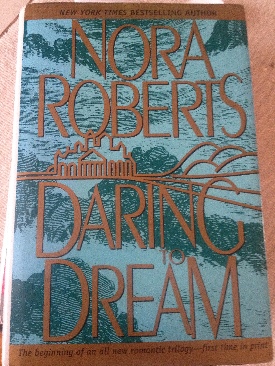 NEW YORK TIMES BESTSELLING AUTHOR
NORA
ROBERTS
DARING
TO
DREAM
The beginning of an all new romantic trilogy—first time in print